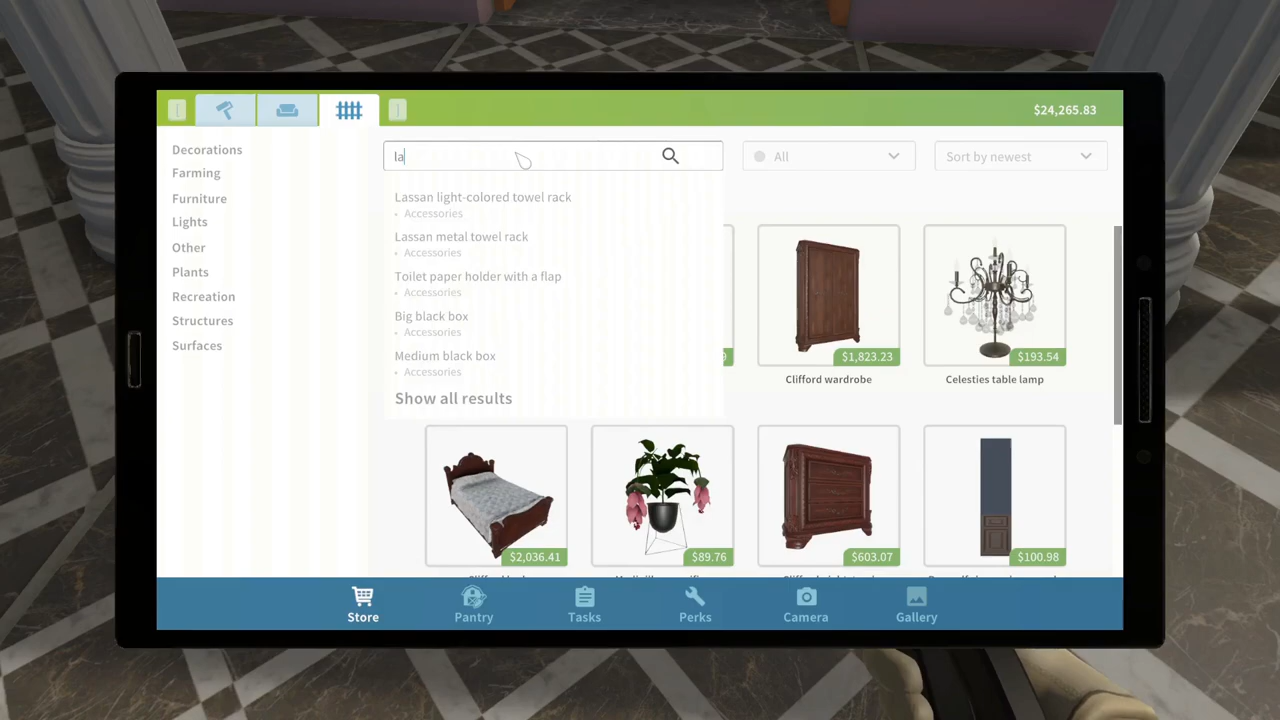 $24,265.83
Decorations
Farming
Furniture
Lights
Other
Plants
Recreation
Structures
Surfaces
la
All
Sort by newest
Lassan light-colored towel rack
• Accessories
Lassan metal towel rack
• Accessories
Toilet paper holder with a flap
• Accessories
Big black box
• Accessories
Medium black box
• Accessories
Show all results
$1,823.23
$193.54
Clifford wardrobe
Celesties table lamp
$2,036.41
$89.76
$603.07
$100.98
Store
Pantry
Tasks
Perks
Camera
Gallery